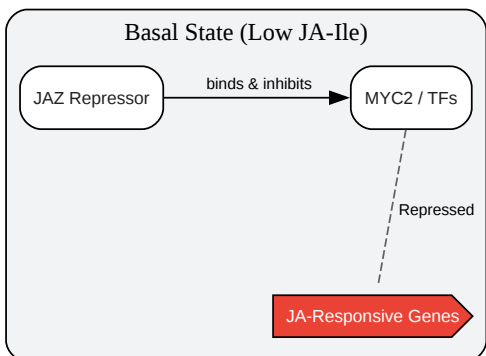 Basal State (Low JA-Ile)
JAZ Repressor
binds & inhibits
MYC2 / TFs
Repressed
JA-Responsive Genes